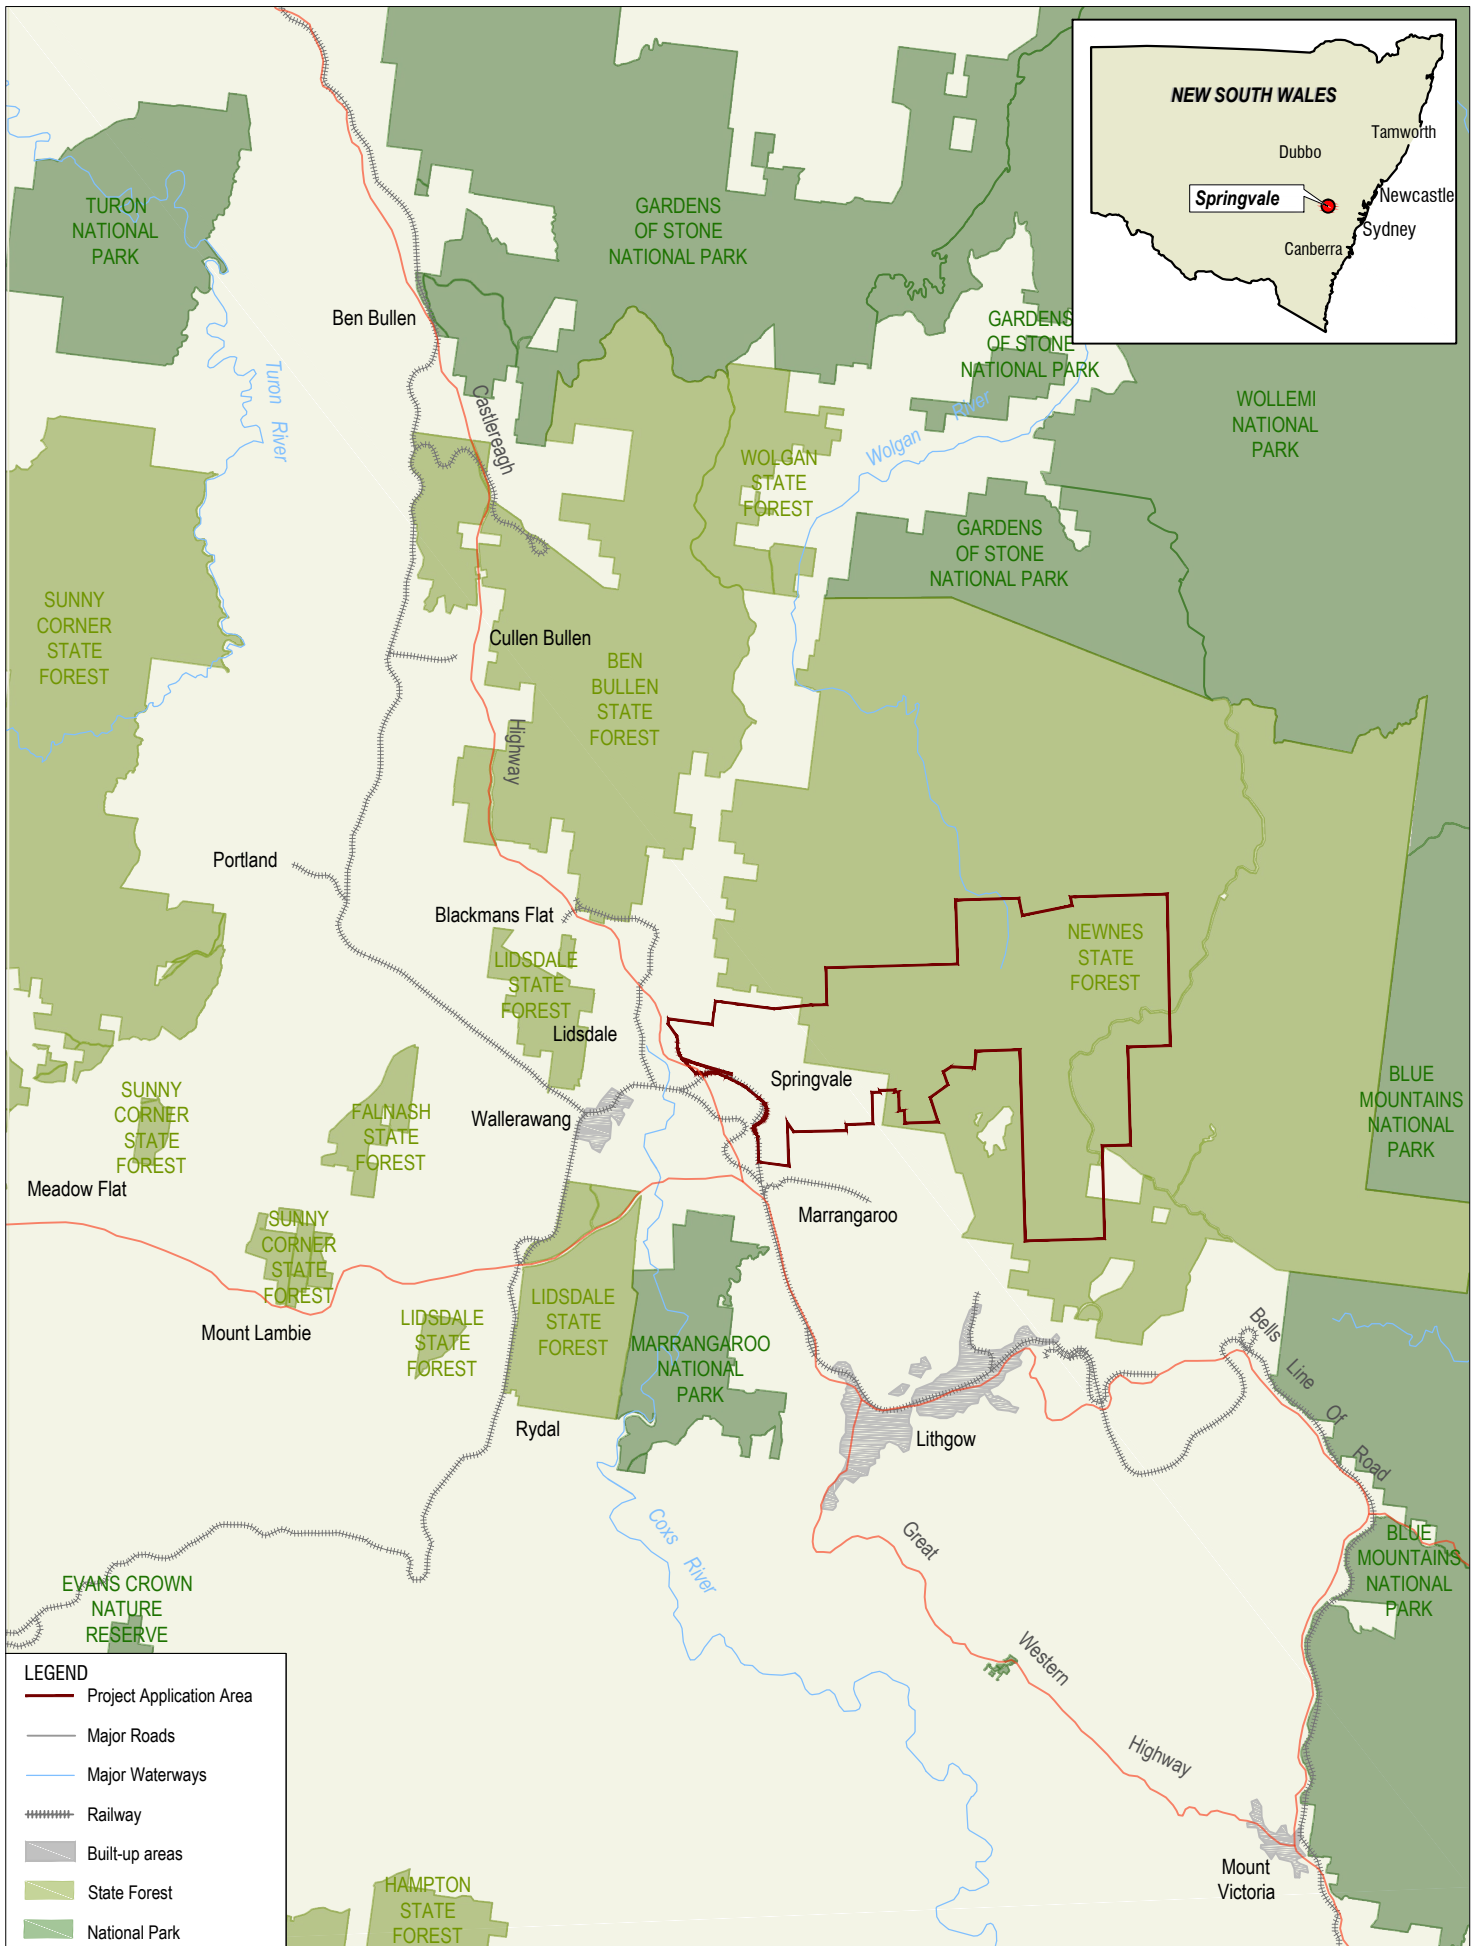 NEW SOUTH WALES
Tamworth
Dubbo
Springvale
Newcastle
Sydney
Canberra
TURON
NATIONAL
PARK
GARDENS
OF STONE
NATIONAL PARK
Ben Bullen
GARDENS
OF STONE
NATIONAL PARK
Turon River
Castlereagh
Wolgan River
WOLLEMI
NATIONAL
PARK
WOLGAN
STATE
FOREST
GARDENS
OF STONE
NATIONAL PARK
SUNNY
CORNER
STATE
FOREST
Cullen Bullen
BEN
BULLEN
STATE
FOREST
Highway
Portland
Blackmans Flat
LIDSDALE
STATE
FOREST
NEWNES
STATE
FOREST
Lidsdale
Springvale
SUNNY
CORNER
STATE
FOREST
FALNASH
STATE
FOREST
Wallerawang
BLUE
MOUNTAINS
NATIONAL
PARK
Meadow Flat
Marrangaroo
SUNNY
CORNER
STATE
FOREST
Mount Lambie
LIDSDALE
STATE
FOREST
LIDSDALE
STATE
FOREST
MARRANGAROO
NATIONAL
PARK
Bells
Line
Of
Road
Rydal
Lithgow
Coxs River
Great
Western
Highway
BLUE
MOUNTAINS
NATIONAL
PARK
EVANS CROWN
NATURE
RESERVE
Mount
Victoria
HAMPTON
STATE
FOREST
LEGEND
Project Application Area
Major Roads
Major Waterways
Railway
Built-up areas
State Forest
National Park